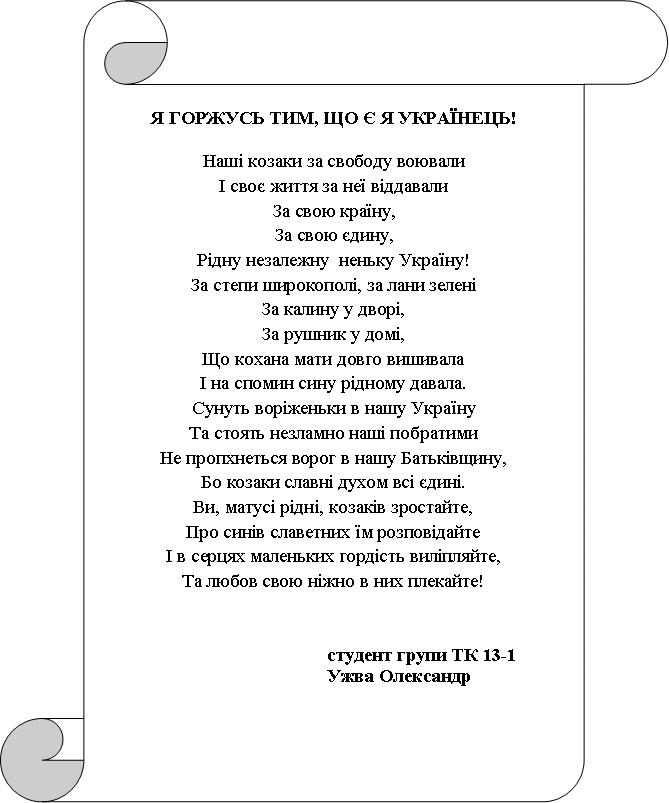 Я ГОРЖУСЬ ТИМ, ЩО Є Я УКРАЇНЕЦЬ!
Наші козаки за свободу воювали
І своє життя за неї віддавали
За свою країну,
За свою єдину,
Рідну незалежну неньку Україну!
За степи широкополі, за лани зелені
За калину у дворі,
За рушник у домі,
Що кохана мати довго вишивала
І на спомин сину рідному давала.
Сунуть воріженьки в нашу Україну
Та стоять незламно наші побратими
Не пропхнеться ворог в нашу Батьківщину,
Бо козаки славні духом всі єдині.
Ви, матусі рідні, козаків зростайте,
Про синів славетних їм розповідайте
І в серцях маленьких гордість виліпляйте,
Та любов свою ніжно в них плекайте!
студент групи ТК 13-1
Ужва Олександр